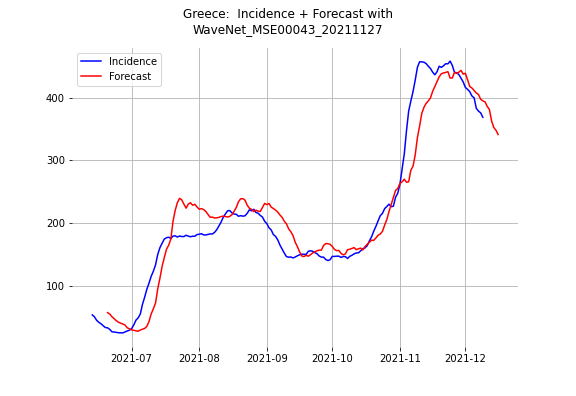 Greece:  Incidence + Forecast with
WaveNet_MSE00043_20211127
Incidence
Forecast
400
300
200
100
2021-07
2021-08
2021-09
2021-10
2021-11
2021-12